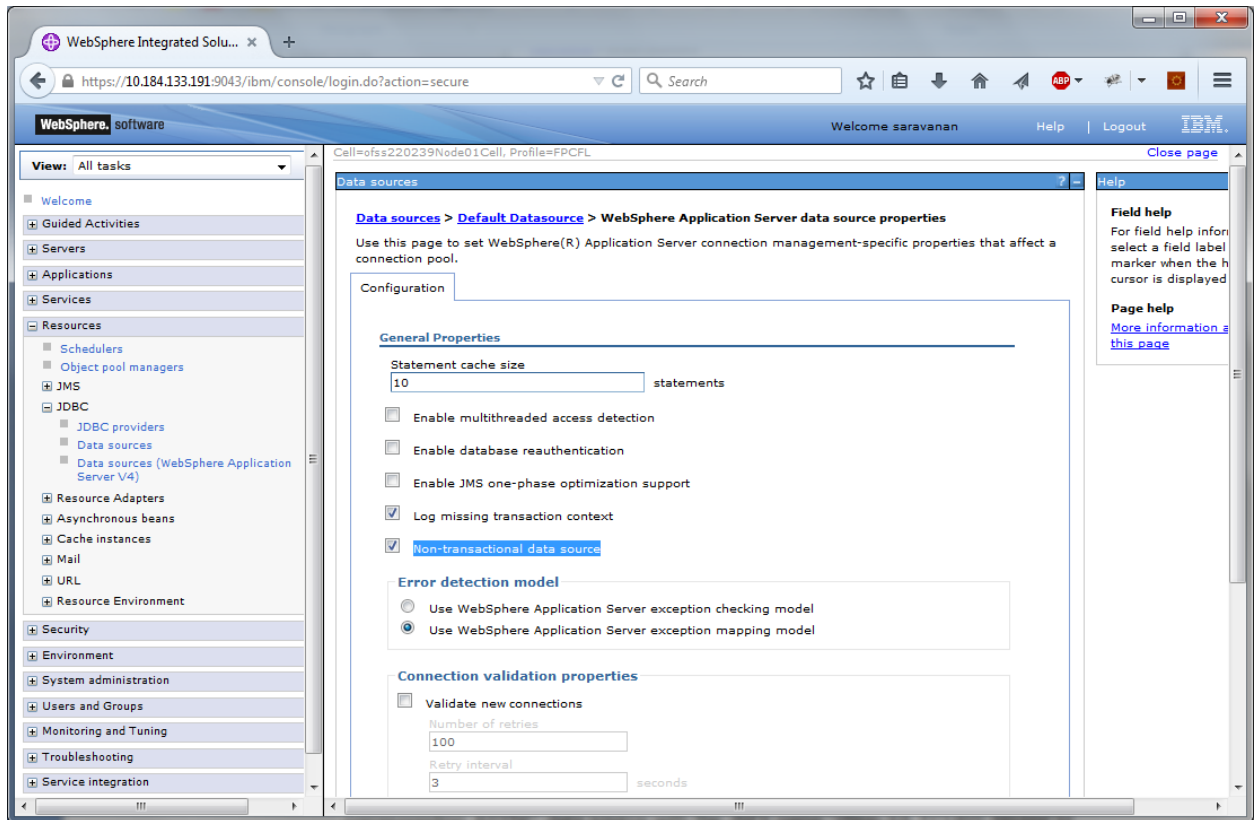 WebSphere Integrated Solu...
https://10.184.133.191:9043/ibm/console/login.do?action=secure
Search
ABP
WebSphere. software
Welcome saravanan
Help | Logout
IBM.
View: All tasks
Welcome
Guided Activities
Servers
Applications
Services
Resources
Schedulers
Object pool managers
JMS
JDBC
JDBC providers
Data sources
Data sources (WebSphere Application
Server V4)
Resource Adapters
Asynchronous beans
Cache instances
Mail
URL
Resource Environment
Security
Environment
System administration
Users and Groups
Monitoring and Tuning
Troubleshooting
Service integration
Cell=ofss220239Node01Cell, Profile=FPCFL
Close page
Data sources
? –
Data sources > Default Datasource > WebSphere Application Server data source properties
Use this page to set WebSphere(R) Application Server connection management-specific properties that affect a
connection pool.
Configuration
General Properties
Statement cache size
10 statements
Enable multithreaded access detection
Enable database reauthentication
Enable JMS one-phase optimization support
Log missing transaction context
Non-transactional data source
Error detection model
Use WebSphere Application Server exception checking model
Use WebSphere Application Server exception mapping model
Connection validation properties
Validate new connections
Number of retries
100
Retry interval
3 seconds
Help
Field help
For field help
select a field label
marker when the h
cursor is displayed
Page help
More information a
this page